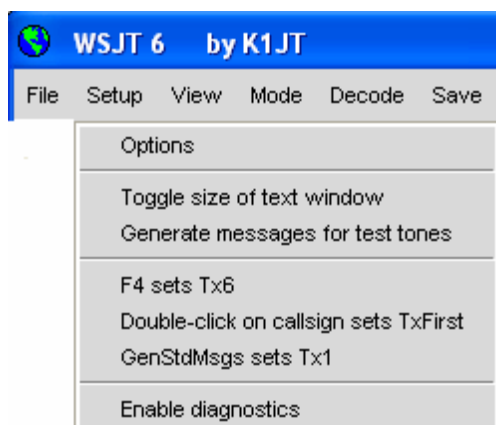 WSJT 6 by K1JT
File Setup View Mode Decode Save
Options
Toggle size of text window
Generate messages for test tones
F4 sets Tx6
Double-click on callsign sets TxFirst
GenStdMsgs sets Tx1
Enable diagnostics